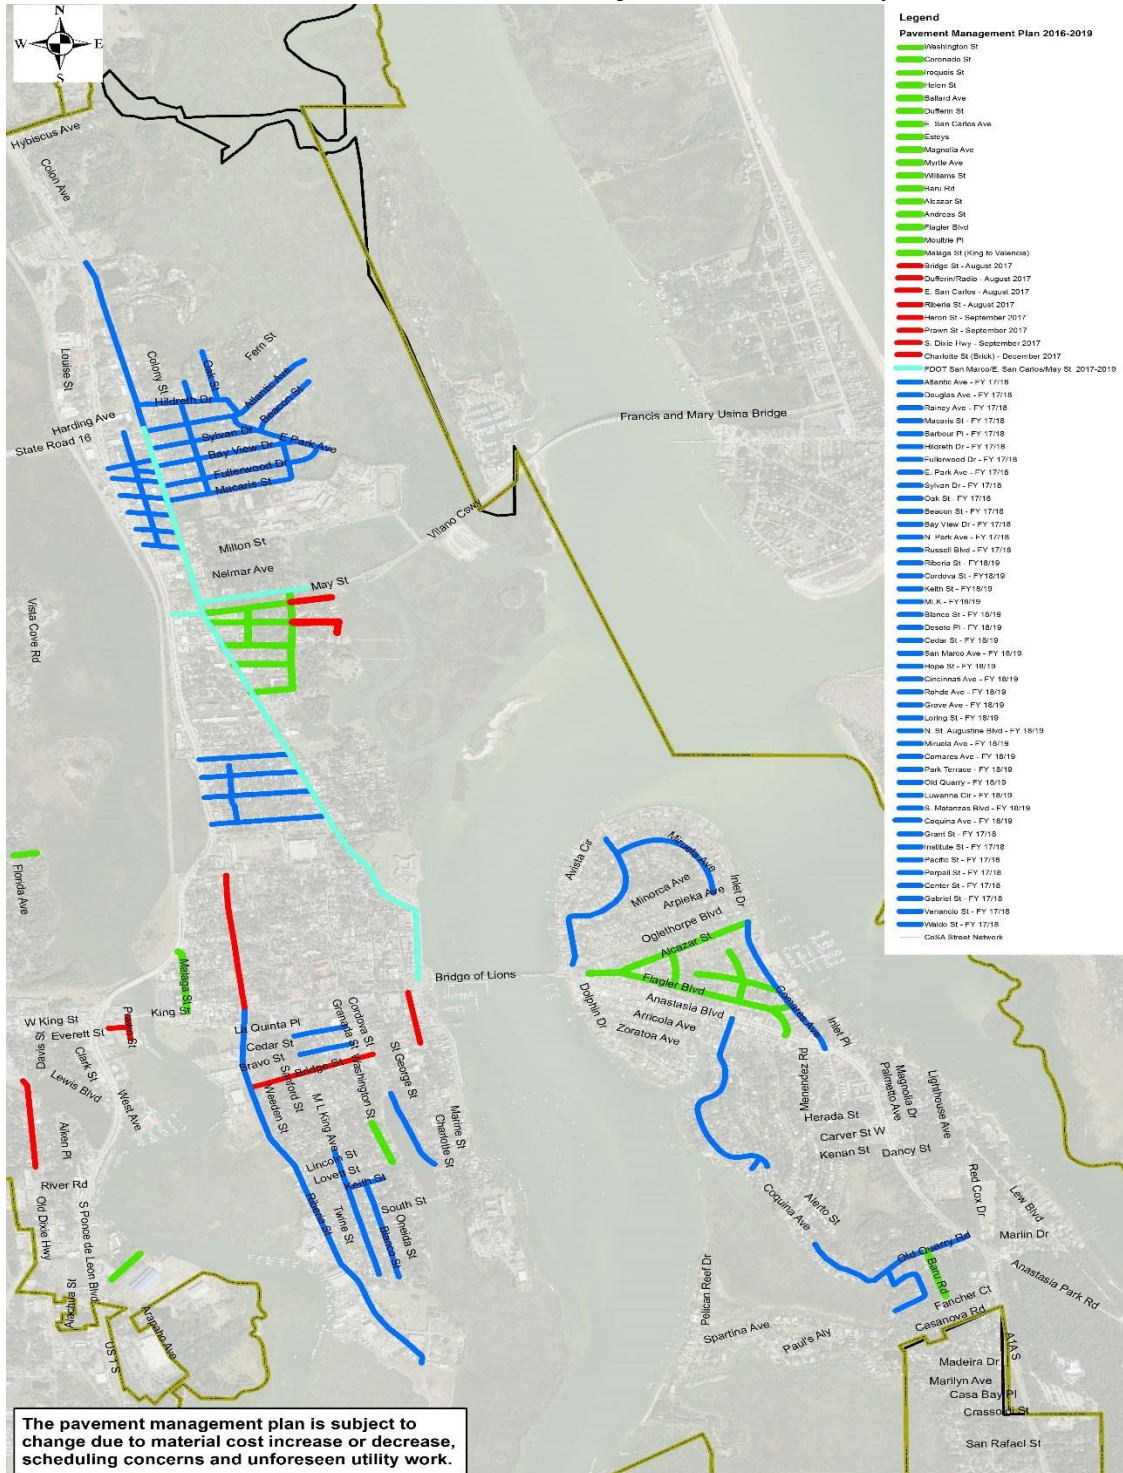 N
W E
S
Hybiscus Ave
Colon Ave
Louise St
Colony St
Oak St
Fern St
Hildreth Dr
Atlantic Ave
Beacon St
Harding Ave
State Road 16
Sylvan Dr
E Park Ave
Bay View Dr
Fullerwood Dr
Macaris St
Francis and Mary Usina Bridge
Vilano Cswy
Milton St
Neimar Ave
May St
Vista Cove Rd
Florida Ave
Avista Cir
Miruela Ave
Minorca Ave
Arpieka Ave
Inlet Dr
Oglethorpe Blvd
Alcazar St
Bridge of Lions
Flagler Blvd
Dolphin Dr
Anastasia Blvd
Arricola Ave
Zoratoa Ave
Comares Ave
Inlet Pl
Malaga St
King St
W King St
Everett St
Prawn St
Davis St
Clark St
Lewis Blvd
West Ave
Aiken Pl
River Rd
Old Dixie Hwy
S Ponce de Leon Blvd
La Quinta Pl
Granada St
Cordova St
Cedar St
Bravo St
Bridge St
Sanford St
Weeden St
Washington St
St George St
M L King Ave
Marine St
Charlotte St
Lincoln St
Lovett St
Keith St
South St
Oneida St
Twine St
Blanco St
Riberia St
Menendez Rd
Magnolia Dr
Palmetto Ave
Lighthouse Ave
Herada St
Carver St W
Kenan St
Dancy St
Coquina Ave
Alerto St
Red Cox Dr
Lew Blvd
Marlin Dr
Old Quarry Rd
Baru Rd
Anastasia Park Rd
Fancher Ct
Casanova Rd
Pelican Reef Dr
Spartina Ave
Paul's Aly
A1A S
Madeira Dr
Marilyn Ave
Casa Bay Pl
Crassoldi St
San Rafael St
Arapaho Ave
US 1 S
Legend
Pavement Management Plan 2016-2019
Washington St
Coronado St
Iroquois St
Helen St
Ballard Ave
Dufferin St
E. San Carlos Ave
Esteys
Magnolia Ave
Myrtle Ave
Williams St
Baru Rd
Alcazar St
Andreas St
Flagler Blvd
Moultrie Pl
Malaga St (King to Valencia)
Bridge St - August 2017
Dufferin/Radio - August 2017
E. San Carlos - August 2017
Riberia St - August 2017
Heron St - September 2017
Prawn St - September 2017
S. Dixie Hwy - September 2017
Charlotte St (Brick) - December 2017
FDOT San Marco/E. San Carlos/May St 2017-2019
Atlantic Ave - FY 17/18
Douglas Ave - FY 17/18
Rainey Ave - FY 17/18
Macaris St - FY 17/18
Barbour Pl - FY 17/18
Hildreth Dr - FY 17/18
Fullerwood Dr - FY 17/18
E. Park Ave - FY 17/18
Sylvan Dr - FY 17/18
Oak St - FY 17/18
Beacon St - FY 17/18
Bay View Dr - FY 17/18
N. Park Ave - FY 17/18
Russell Blvd - FY 17/18
Riberia St - FY18/19
Cordova St - FY18/19
Keith St - FY18/19
MLK - FY18/19
Blanco St - FY 18/19
Desoto Pl - FY 18/19
Cedar St - FY 18/19
San Marco Ave - FY 18/19
Hope St - FY 18/19
Cincinnati Ave - FY 18/19
Rohde Ave - FY 18/19
Grove Ave - FY 18/19
Loring St - FY 18/19
N. St. Augustine Blvd - FY 18/19
Miruela Ave - FY 18/19
Comares Ave - FY 18/19
Park Terrace - FY 18/19
Old Quarry - FY 18/19
Luwanna Cir - FY 18/19
S. Matanzas Blvd - FY 18/19
Coquina Ave - FY 18/19
Grant St - FY 17/18
Institute St - FY 17/18
Pacific St - FY 17/18
Perpall St - FY 17/18
Center St - FY 17/18
Gabriel St - FY 17/18
Venancio St - FY 17/18
Waldo St - FY 17/18
CoSA Street Network
The pavement management plan is subject to
change due to material cost increase or decrease,
scheduling concerns and unforeseen utility work.